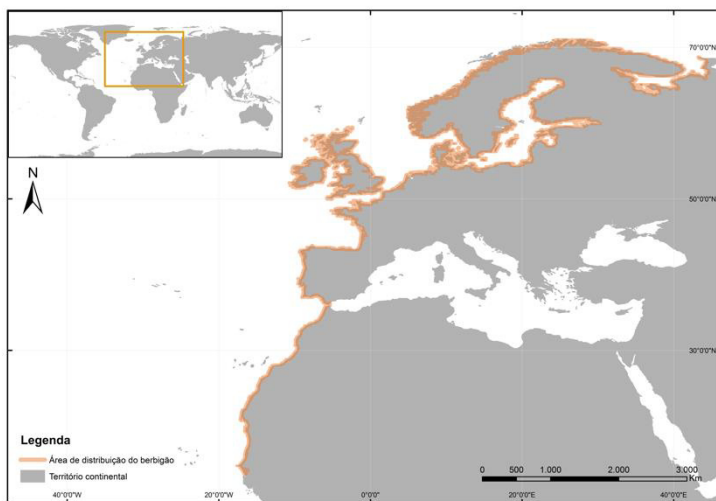 N
70°0'0"N
50°0'0"N
30°0'0"N
Legenda
Área de distribuição do berbigão
Território continental
0 500 1.000 2.000 3.000
Km
40°0'0"W 20°0'0"W 0°0'0" 20°0'0"E 40°0'0"E